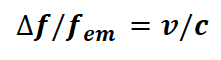 Δf/f_em = v/c